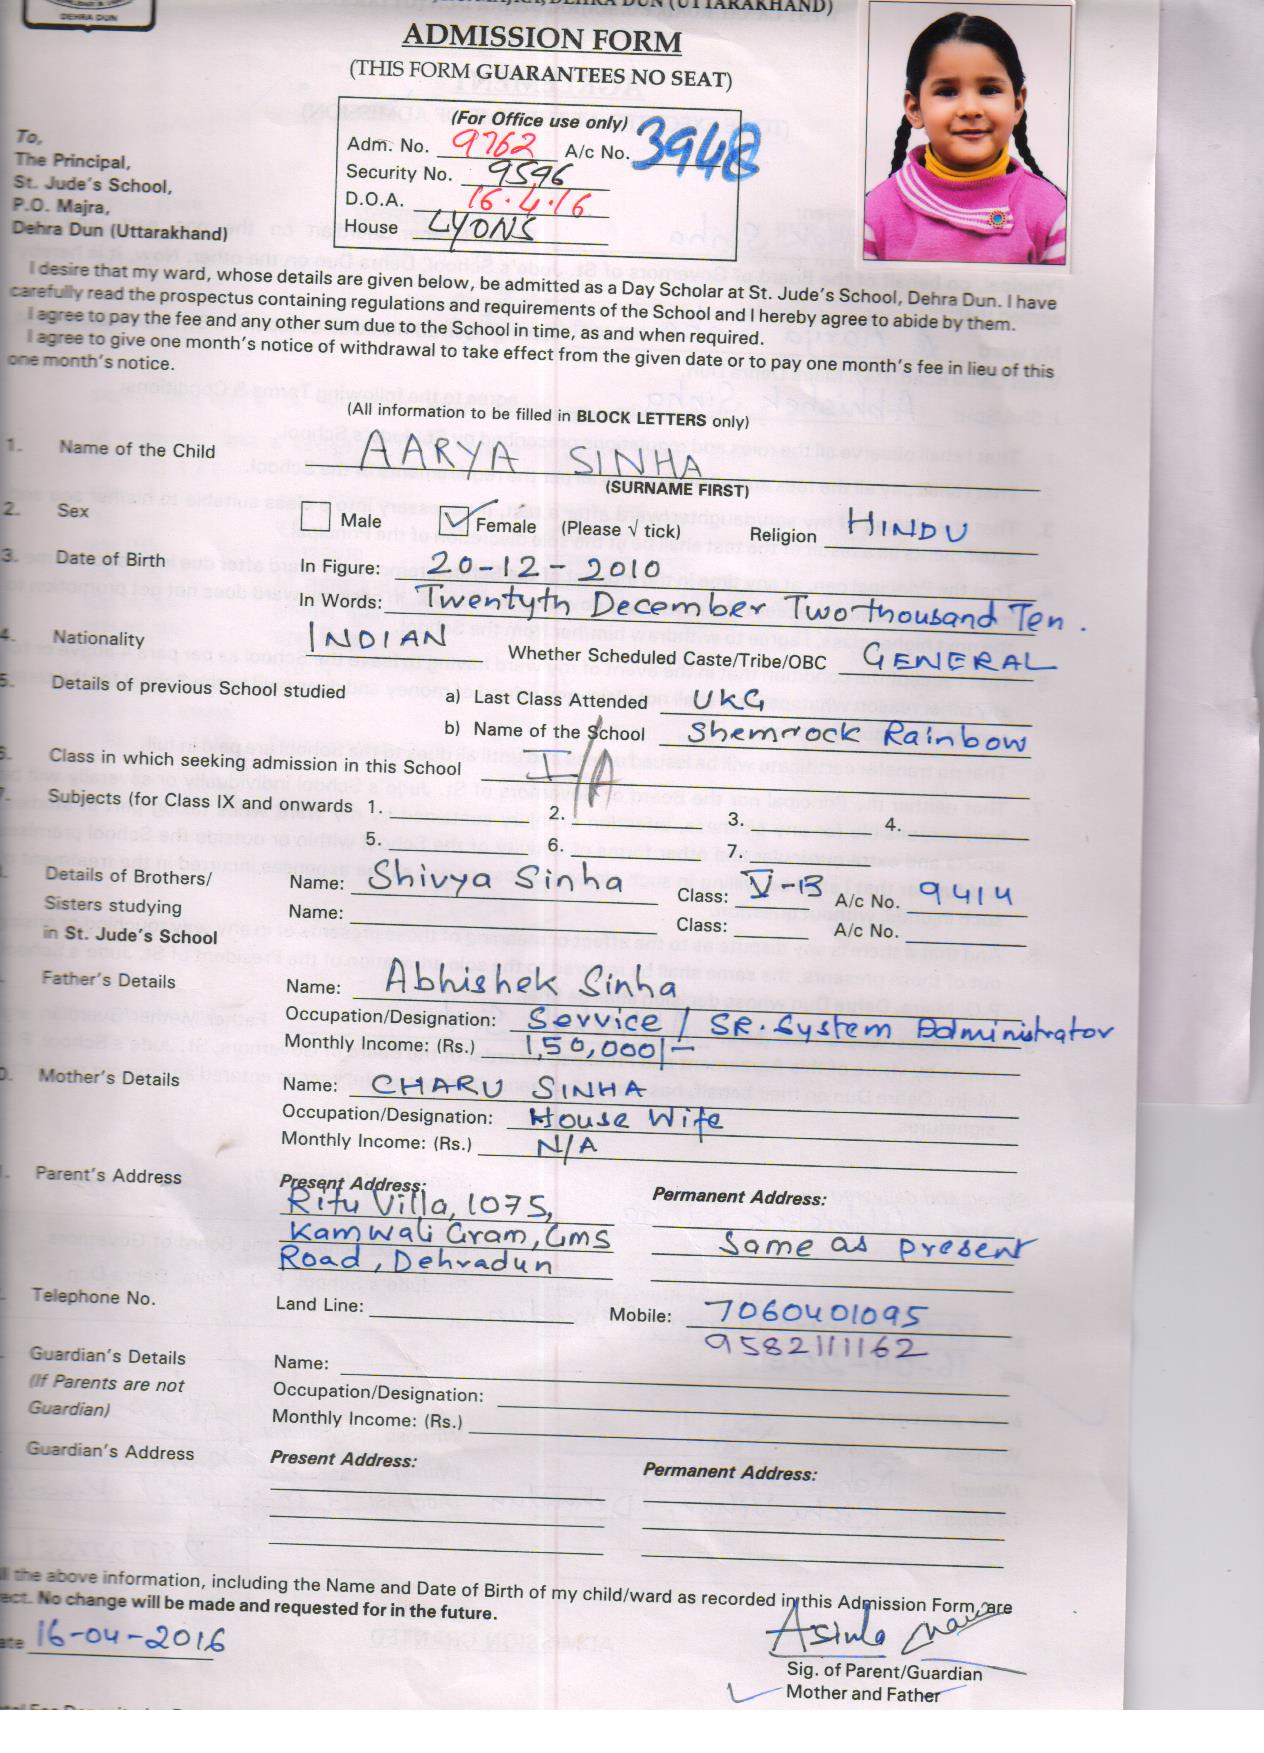 DEHRA DUN
MAJRA, DEHRA DUN (UTTARAKHAND)
ADMISSION FORM
(THIS FORM GUARANTEES NO SEAT)
(For Office use only)
Adm. No. 9762 A/c No. 3948
Security No. 9596
D.O.A. 16.4.16
House LYONS
To,
The Principal,
St. Jude's School,
P.O. Majra,
Dehra Dun (Uttarakhand)
I desire that my ward, whose details are given below, be admitted as a Day Scholar at St. Jude's School, Dehra Dun. I have
carefully read the prospectus containing regulations and requirements of the School and I hereby agree to abide by them.
I agree to pay the fee and any other sum due to the School in time, as and when required.
I agree to give one month's notice of withdrawal to take effect from the given date or to pay one month's fee in lieu of this
one month's notice.
(All information to be filled in BLOCK LETTERS only)
1. Name of the Child AARYA SINHA
(SURNAME FIRST)
2. Sex Male Female (Please √ tick) Religion HINDU
3. Date of Birth In Figure: 20-12-2010
In Words: Twentyth December Two thousand Ten.
4. Nationality INDIAN Whether Scheduled Caste/Tribe/OBC GENERAL
5. Details of previous School studied a) Last Class Attended UKG
b) Name of the School Shemrock Rainbow
6. Class in which seeking admission in this School I/A
7. Subjects (for Class IX and onwards 1. 2. 3. 4.
5. 6. 7.
Details of Brothers/ Name: Shivya Sinha Class: V-B A/c No. 9414
Sisters studying Name: Class: A/c No.
in St. Jude's School
Father's Details Name: Abhishek Sinha
Occupation/Designation: Service / SR. System Administrator
Monthly Income: (Rs.) 1,50,000/-
0. Mother's Details Name: CHARU SINHA
Occupation/Designation: House Wife
Monthly Income: (Rs.) N/A
Parent's Address Present Address: Permanent Address:
Ritu Villa, 1075,
Kamwali Gram, GMS Same as present
Road, Dehradun
Telephone No. Land Line: Mobile: 7060401095
9582111162
Guardian's Details Name:
(If Parents are not Occupation/Designation:
Guardian) Monthly Income: (Rs.)
Guardian's Address Present Address: Permanent Address:
ll the above information, including the Name and Date of Birth of my child/ward as recorded in this Admission Form are
ect. No change will be made and requested for in the future.
ate 16-04-2016 Asinha
Sig. of Parent/Guardian
Mother and Father